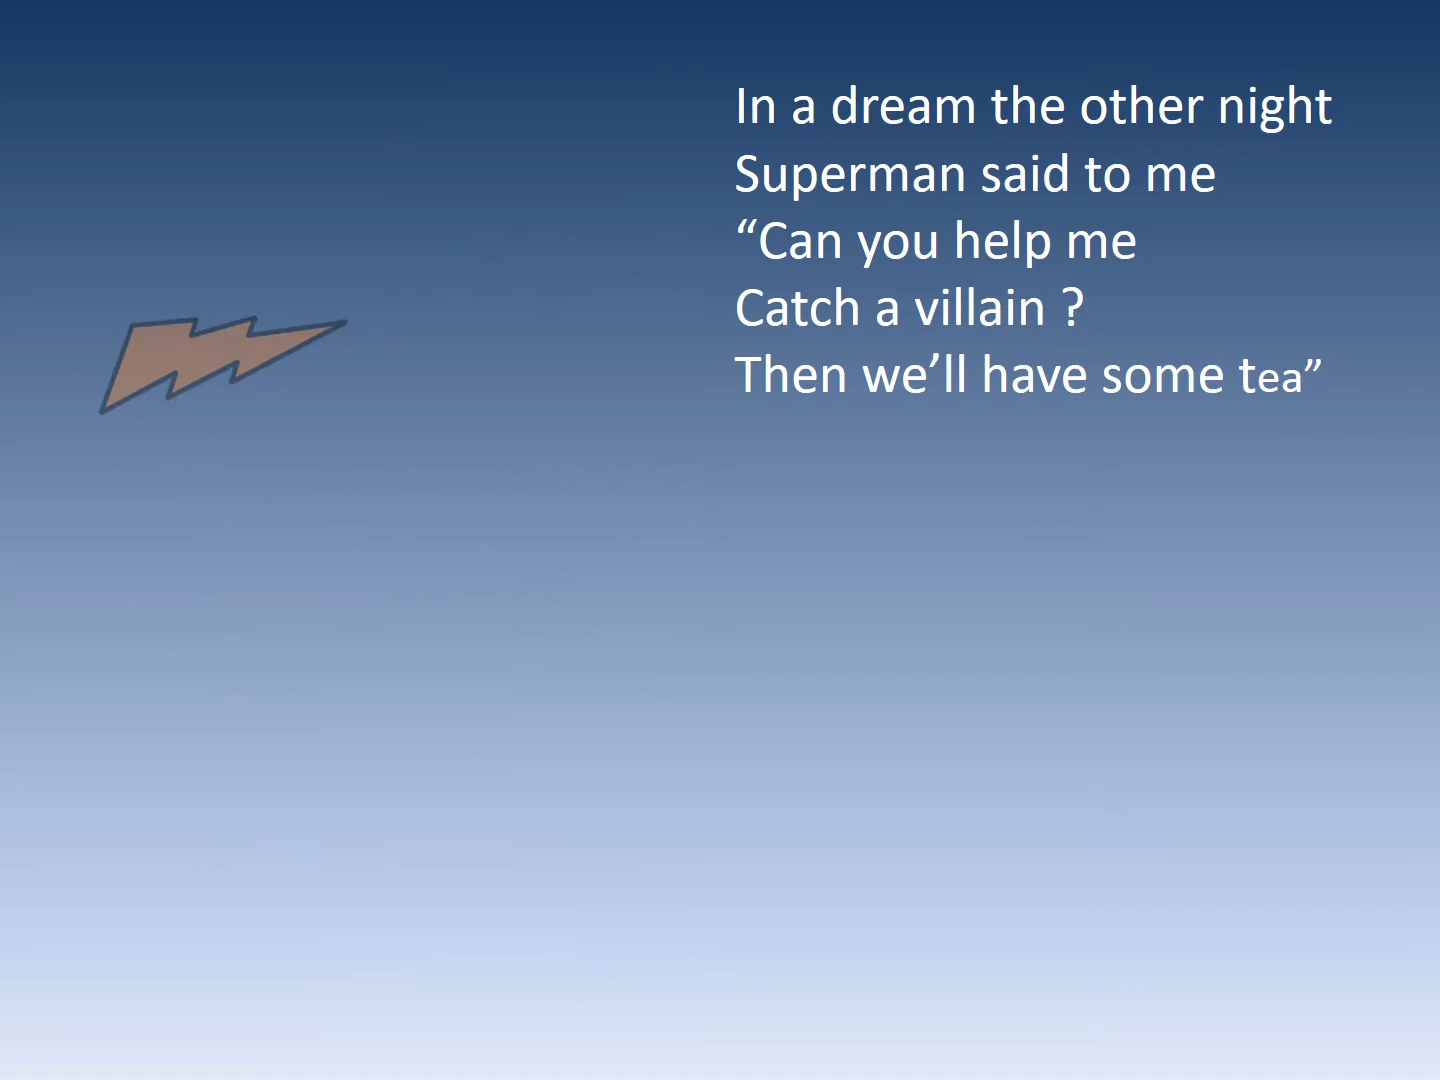 In a dream the other night
Superman said to me
“Can you help me
Catch a villain ?
Then we’ll have some tea”